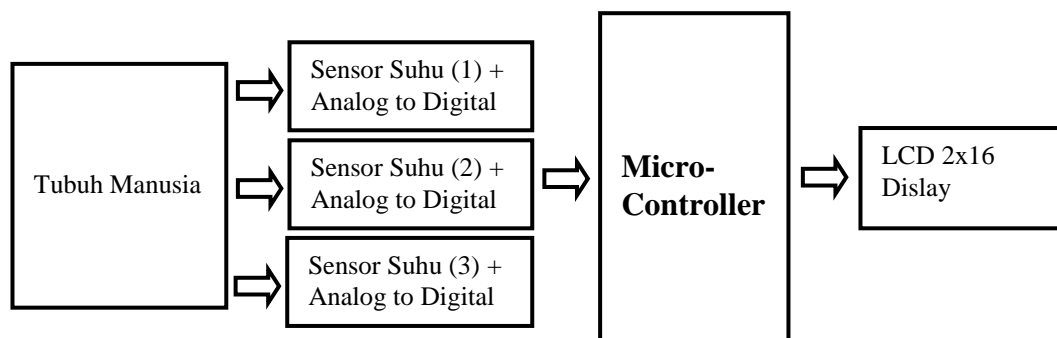 Tubuh Manusia
Sensor Suhu (1) +
Analog to Digital
Sensor Suhu (2) +
Analog to Digital
Sensor Suhu (3) +
Analog to Digital
Micro-
Controller
LCD 2x16
Dislay